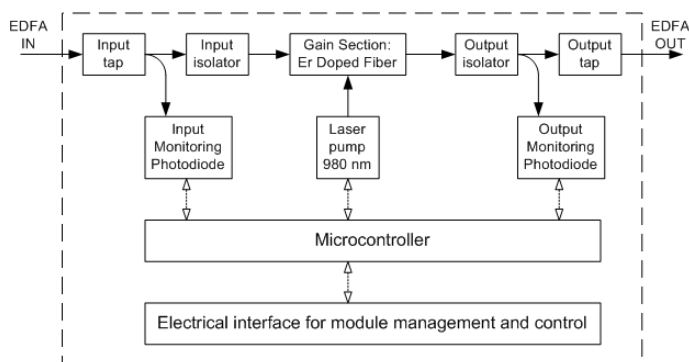 EDFA
IN
Input
tap
Input
isolator
Gain Section:
Er Doped Fiber
Output
isolator
Output
tap
EDFA
OUT
Input
Monitoring
Photodiode
Laser
pump
980 nm
Output
Monitoring
Photodiode
Microcontroller
Electrical interface for module management and control